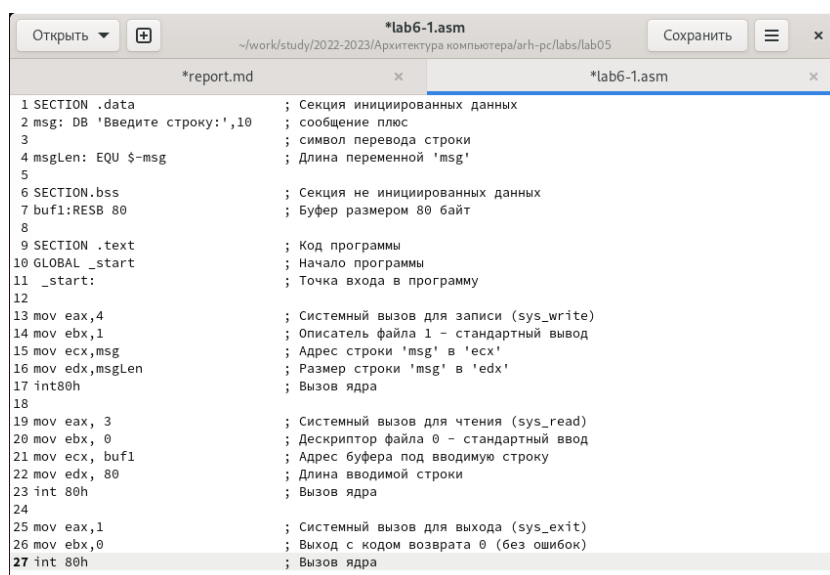 Открыть
*lab6-1.asm
~/work/study/2022-2023/Архитектура компьютера/arh-pc/labs/lab05
Сохранить
*report.md
*lab6-1.asm
1 SECTION .data ; Секция инициированных данных
2 msg: DB 'Введите строку:',10 ; сообщение плюс
3 ; символ перевода строки
4 msgLen: EQU $-msg ; Длина переменной 'msg'
5
6 SECTION.bss ; Секция не инициированных данных
7 buf1:RESB 80 ; Буфер размером 80 байт
8
9 SECTION .text ; Код программы
10 GLOBAL _start ; Начало программы
11 _start: ; Точка входа в программу
12
13 mov eax,4 ; Системный вызов для записи (sys_write)
14 mov ebx,1 ; Описатель файла 1 - стандартный вывод
15 mov ecx,msg ; Адрес строки 'msg' в 'ecx'
16 mov edx,msgLen ; Размер строки 'msg' в 'edx'
17 int80h ; Вызов ядра
18
19 mov eax, 3 ; Системный вызов для чтения (sys_read)
20 mov ebx, 0 ; Дескриптор файла 0 - стандартный ввод
21 mov ecx, buf1 ; Адрес буфера под вводимую строку
22 mov edx, 80 ; Длина вводимой строки
23 int 80h ; Вызов ядра
24
25 mov eax,1 ; Системный вызов для выхода (sys_exit)
26 mov ebx,0 ; Выход с кодом возврата 0 (без ошибок)
27 int 80h ; Вызов ядра